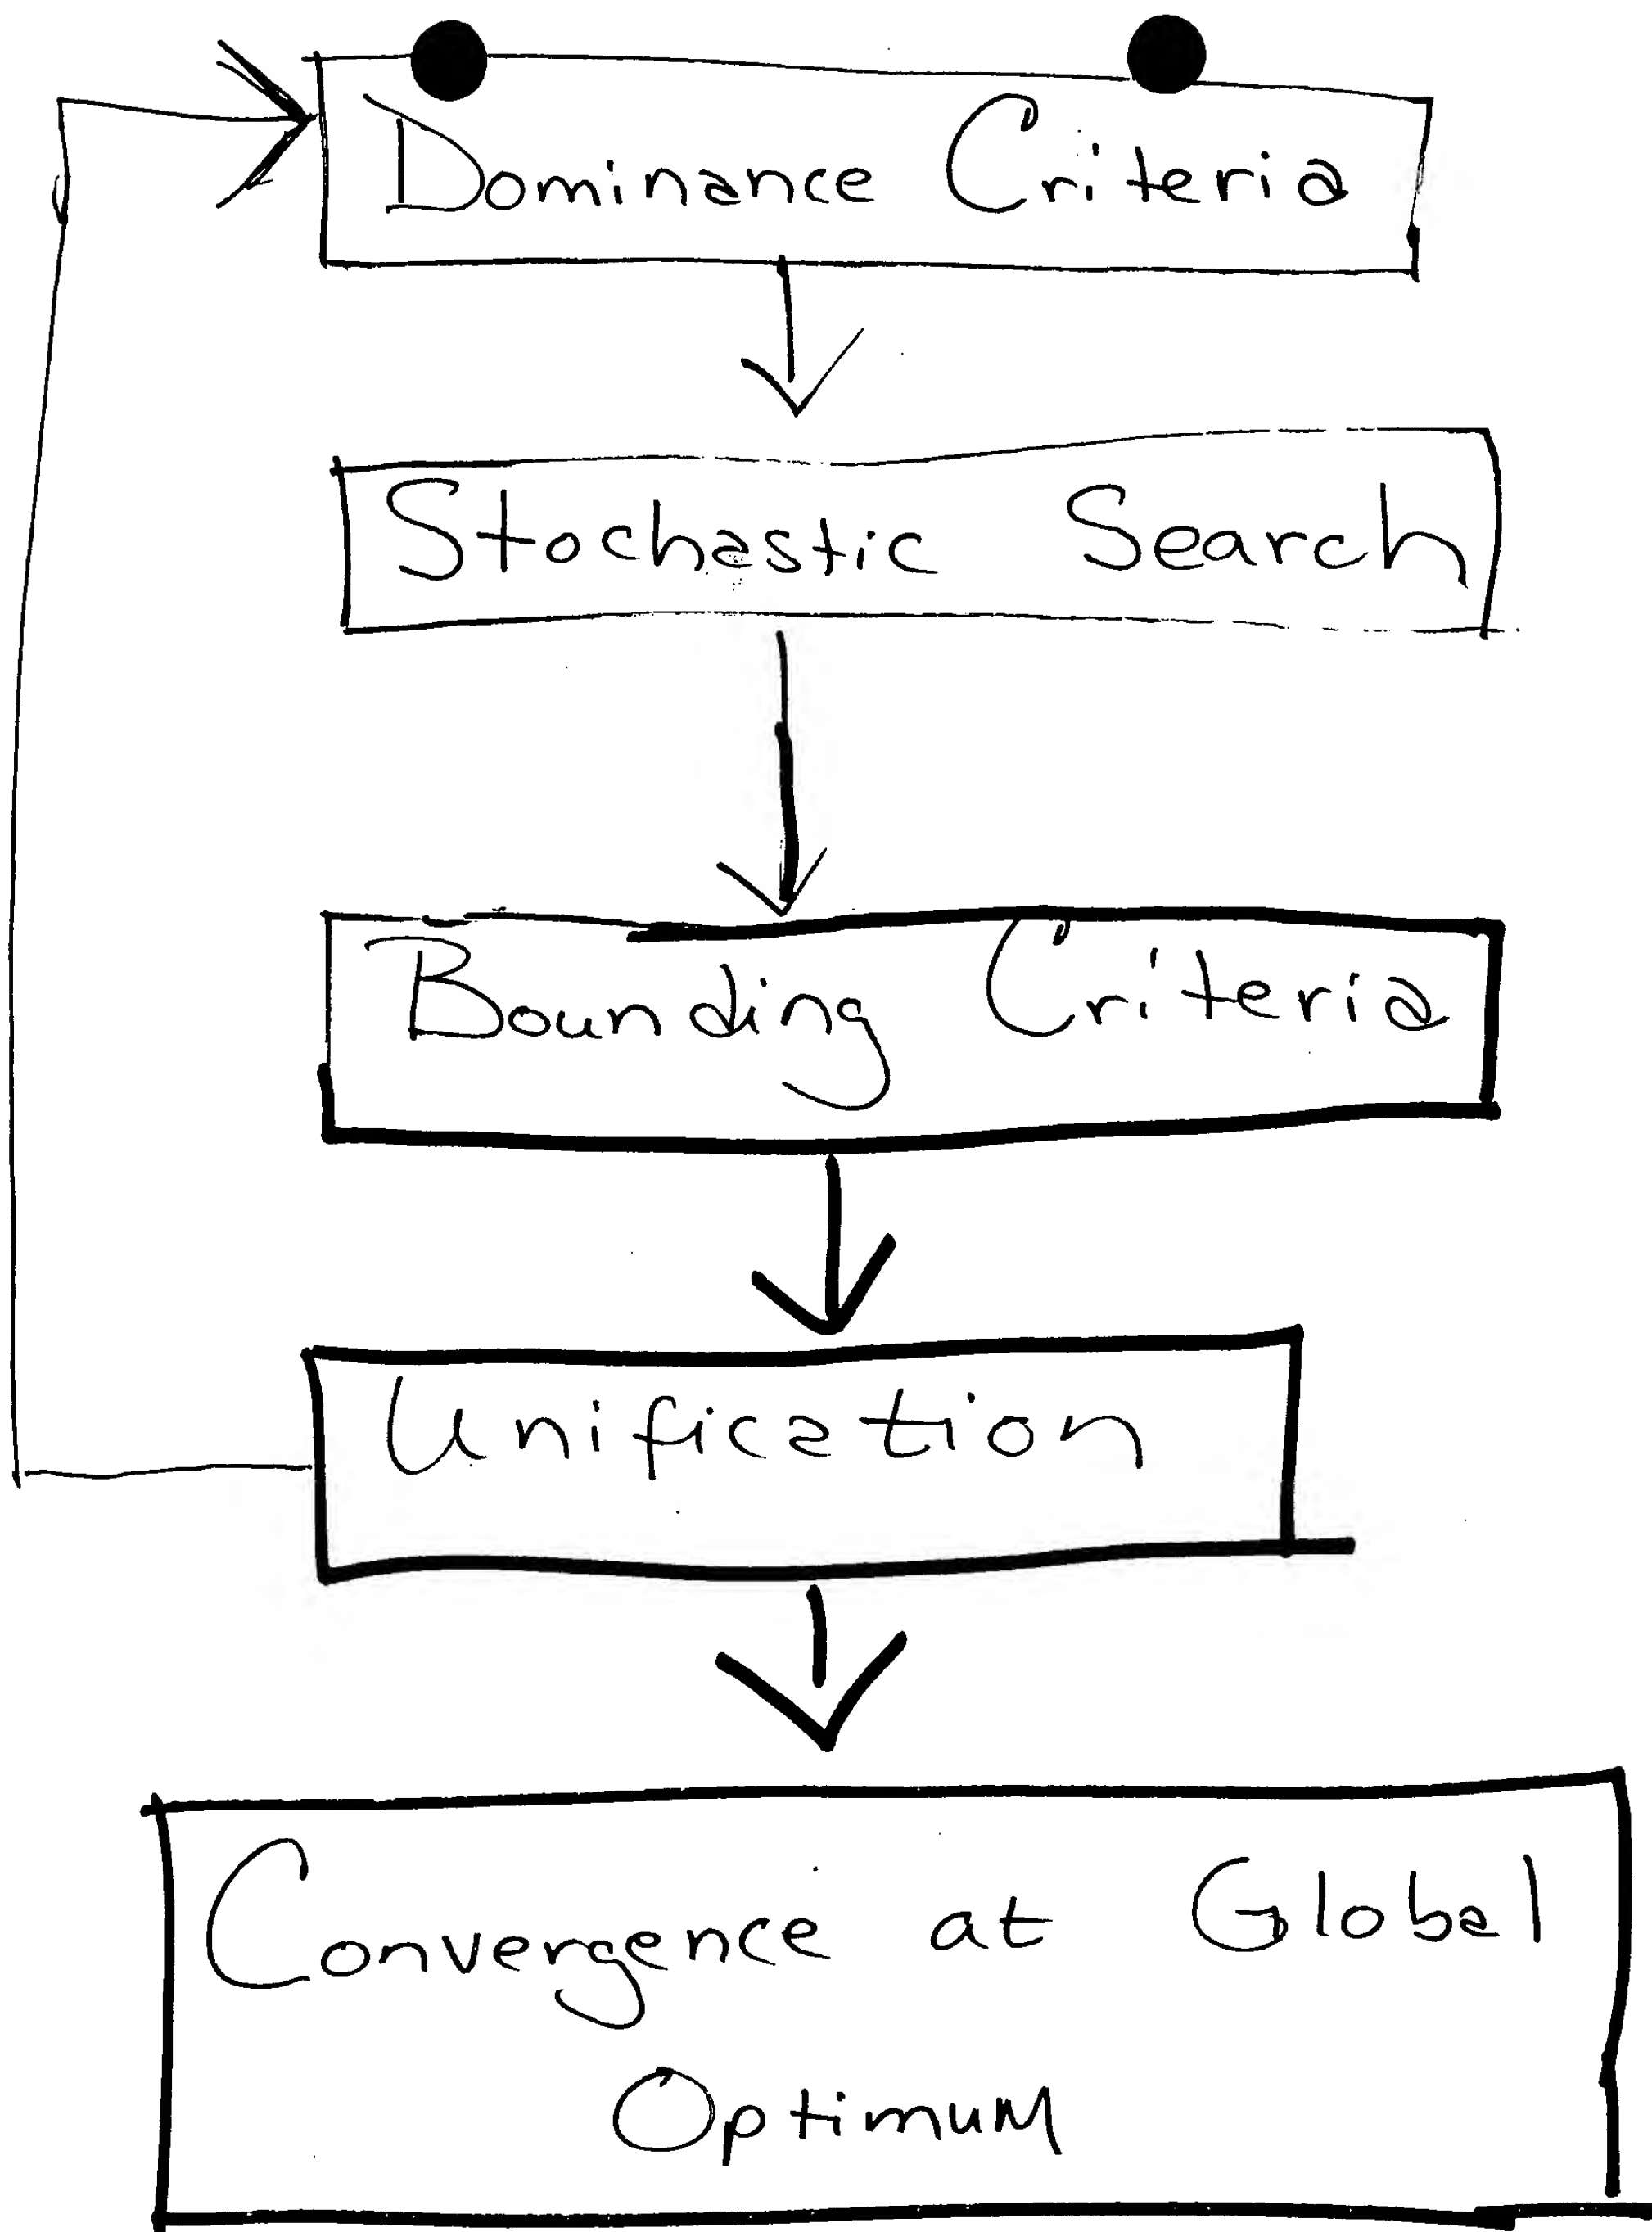 Dominance Criteria
Stochastic Search
Bounding Criteria
Unification
Convergence at Global
Optimum